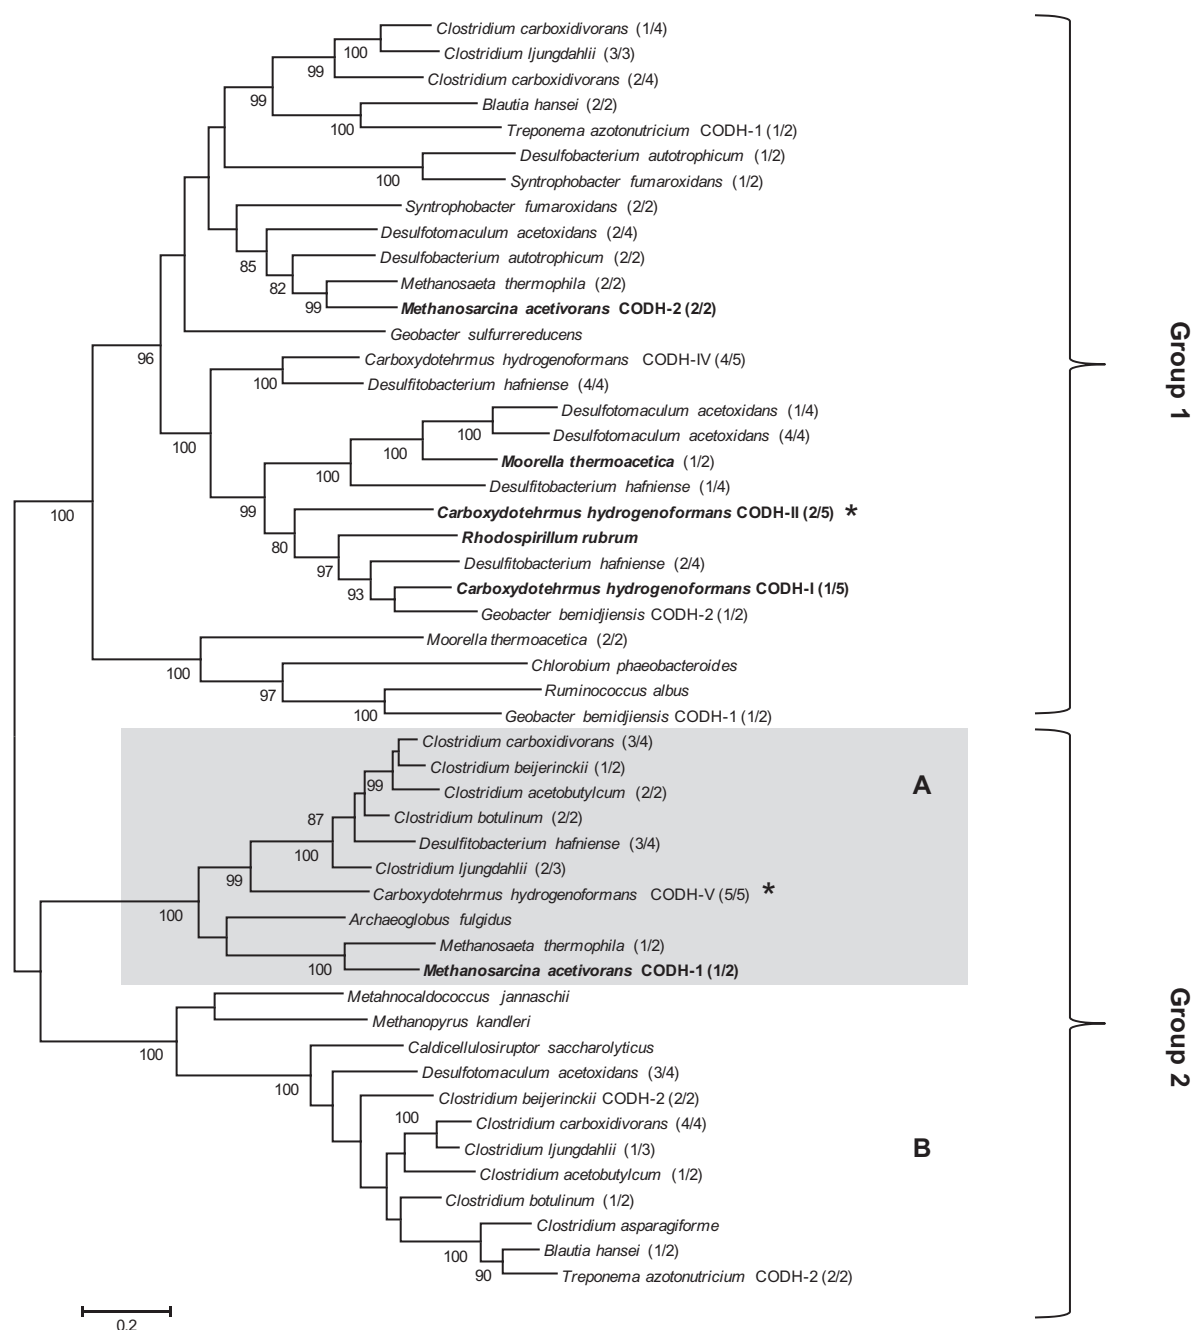 Clostridium carboxidivorans (1/4)
100
Clostridium ljungdahlii (3/3)
99
Clostridium carboxidivorans (2/4)
99
Blautia hansei (2/2)
100
Treponema azotonutricium CODH-1 (1/2)
Desulfobacterium autotrophicum (1/2)
100
Syntrophobacter fumaroxidans (1/2)
Syntrophobacter fumaroxidans (2/2)
Desulfotomaculum acetoxidans (2/4)
85
Desulfobacterium autotrophicum (2/2)
82
Methanosaeta thermophila (2/2)
99
Methanosarcina acetivorans CODH-2 (2/2)
Geobacter sulfurrereducens
96
Carboxydotehrmus hydrogenoformans CODH-IV (4/5)
100
Desulfitobacterium hafniense (4/4)
Group 1
Desulfotomaculum acetoxidans (1/4)
100
Desulfotomaculum acetoxidans (4/4)
100
100
Moorella thermoacetica (1/2)
100
Desulfitobacterium hafniense (1/4)
99
100
Carboxydotehrmus hydrogenoformans CODH-II (2/5) *
80
Rhodospirillum rubrum
97
Desulfitobacterium hafniense (2/4)
93
Carboxydotehrmus hydrogenoformans CODH-I (1/5)
Geobacter bemidjiensis CODH-2 (1/2)
Moorella thermoacetica (2/2)
100
Chlorobium phaeobacteroides
97
Ruminococcus albus
100
Geobacter bemidjiensis CODH-1 (1/2)
Clostridium carboxidivorans (3/4)
Clostridium beijerinckii (1/2)
99
A
Clostridium acetobutylcum (2/2)
87
Clostridium botulinum (2/2)
Desulfitobacterium hafniense (3/4)
100
Clostridium ljungdahlii (2/3)
99
Carboxydotehrmus hydrogenoformans CODH-V (5/5) *
100
Archaeoglobus fulgidus
Methanosaeta thermophila (1/2)
100
Methanosarcina acetivorans CODH-1 (1/2)
Metahnocaldococcus jannaschii
Methanopyrus kandleri
Group 2
100
Caldicellulosiruptor saccharolyticus
Desulfotomaculum acetoxidans (3/4)
100
Clostridium beijerinckii CODH-2 (2/2)
100
Clostridium carboxidivorans (4/4)
Clostridium ljungdahlii (1/3)
B
Clostridium acetobutylcum (1/2)
Clostridium botulinum (1/2)
Clostridium asparagiforme
100
Blautia hansei (1/2)
90
Treponema azotonutricium CODH-2 (2/2)
0.2